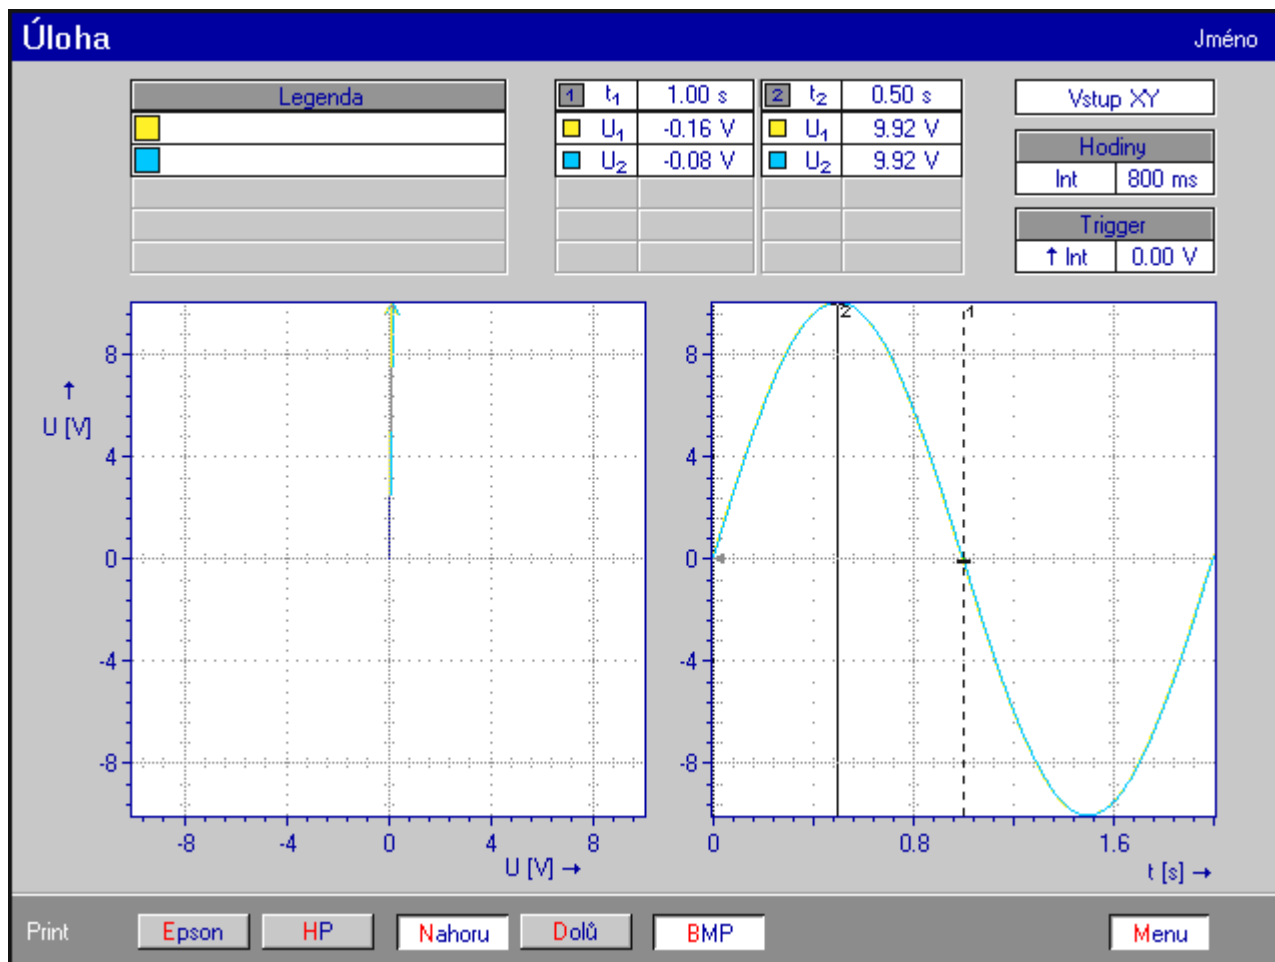 Úloha
Jméno
Legenda
1 t1 1.00 s
U1 -0.16 V
U2 -0.08 V
2 t2 0.50 s
U1 9.92 V
U2 9.92 V
Vstup XY
Hodiny
Int 800 ms
Trigger
↑ Int 0.00 V
8
↑
U [V]
4
0
-4
-8
-8 -4 0 4 8
U [V] →
2 1
8
4
0
-4
-8
0 0.8 1.6
t [s] →
Print Epson HP Nahoru Dolů BMP Menu